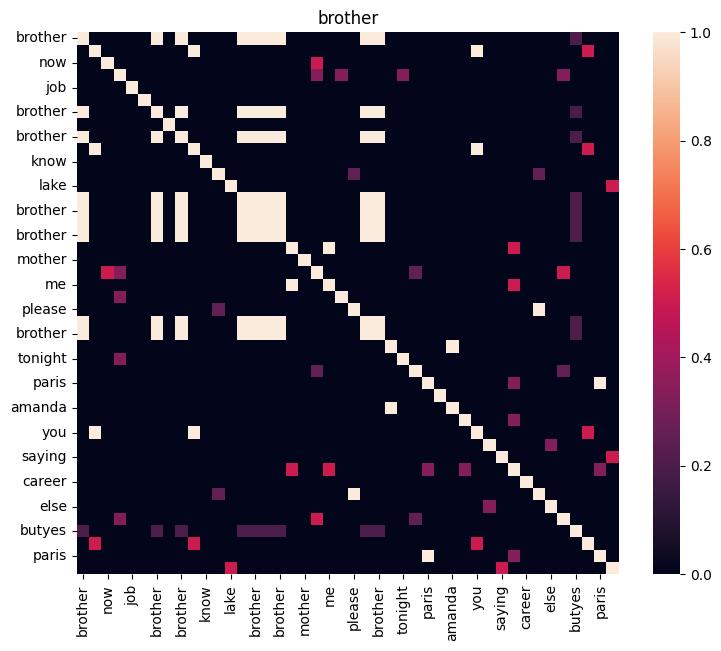 brother
brother
now
job
brother
brother
know
lake
brother
brother
mother
me
please
brother
tonight
paris
amanda
you
saying
career
else
butyes
paris
1.0
0.8
0.6
0.4
0.2
0.0
brother
now
job
brother
brother
know
lake
brother
brother
mother
me
please
brother
tonight
paris
amanda
you
saying
career
else
butyes
paris